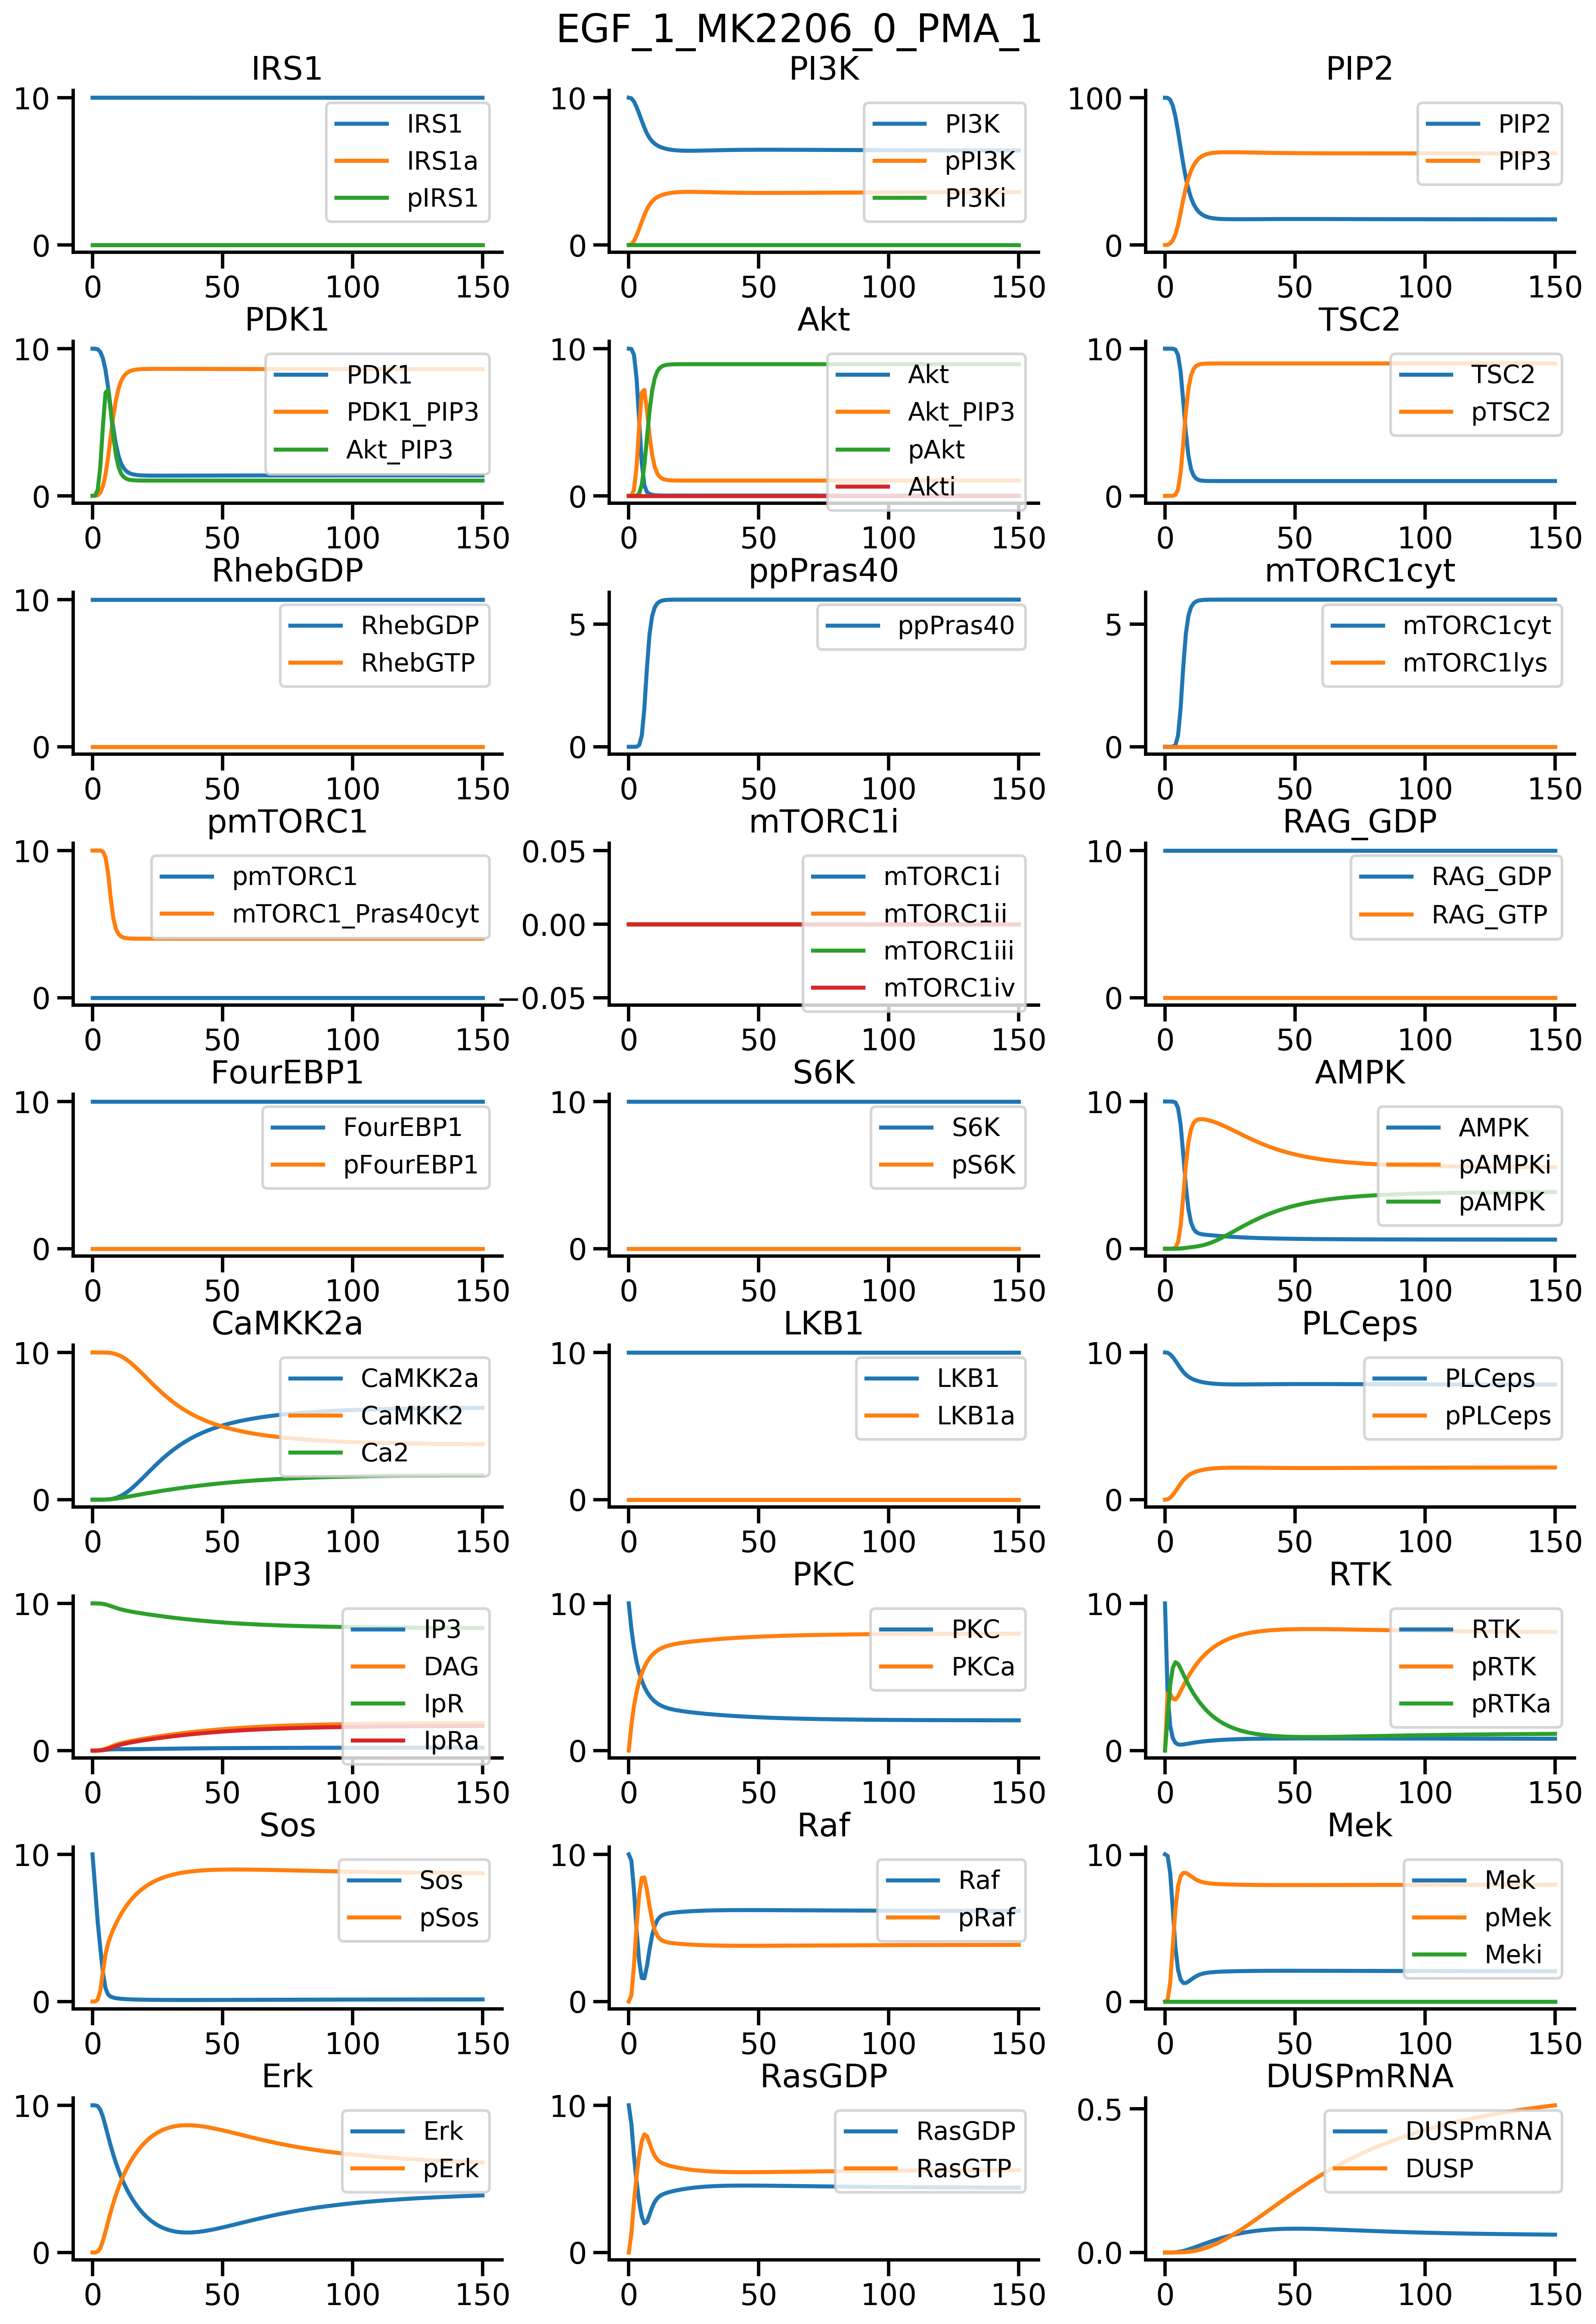 EGF_1_MK2206_0_PMA_1
IRS1
10
0
0 50 100 150
IRS1
IRS1a
pIRS1
PI3K
10
0
0 50 100 150
PI3K
pPI3K
PI3Ki
PIP2
100
0
0 50 100 150
PIP2
PIP3
PDK1
10
0
0 50 100 150
PDK1
PDK1_PIP3
Akt_PIP3
Akt
10
0
0 50 100 150
Akt
Akt_PIP3
pAkt
Akti
TSC2
10
0
0 50 100 150
TSC2
pTSC2
RhebGDP
10
0
0 50 100 150
RhebGDP
RhebGTP
ppPras40
5
0
0 50 100 150
ppPras40
mTORC1cyt
5
0
0 50 100 150
mTORC1cyt
mTORC1lys
pmTORC1
10
0
0 50 100 150
pmTORC1
mTORC1_Pras40cyt
mTORC1i
0.05
0.00
−0.05
0 50 100 150
mTORC1i
mTORC1ii
mTORC1iii
mTORC1iv
RAG_GDP
10
0
0 50 100 150
RAG_GDP
RAG_GTP
FourEBP1
10
0
0 50 100 150
FourEBP1
pFourEBP1
S6K
10
0
0 50 100 150
S6K
pS6K
AMPK
10
0
0 50 100 150
AMPK
pAMPKi
pAMPK
CaMKK2a
10
0
0 50 100 150
CaMKK2a
CaMKK2
Ca2
LKB1
10
0
0 50 100 150
LKB1
LKB1a
PLCeps
10
0
0 50 100 150
PLCeps
pPLCeps
IP3
10
0
0 50 100 150
IP3
DAG
IpR
IpRa
PKC
10
0
0 50 100 150
PKC
PKCa
RTK
10
0
0 50 100 150
RTK
pRTK
pRTKa
Sos
10
0
0 50 100 150
Sos
pSos
Raf
10
0
0 50 100 150
Raf
pRaf
Mek
10
0
0 50 100 150
Mek
pMek
Meki
Erk
10
0
0 50 100 150
Erk
pErk
RasGDP
10
0
0 50 100 150
RasGDP
RasGTP
DUSPmRNA
0.5
0.0
0 50 100 150
DUSPmRNA
DUSP